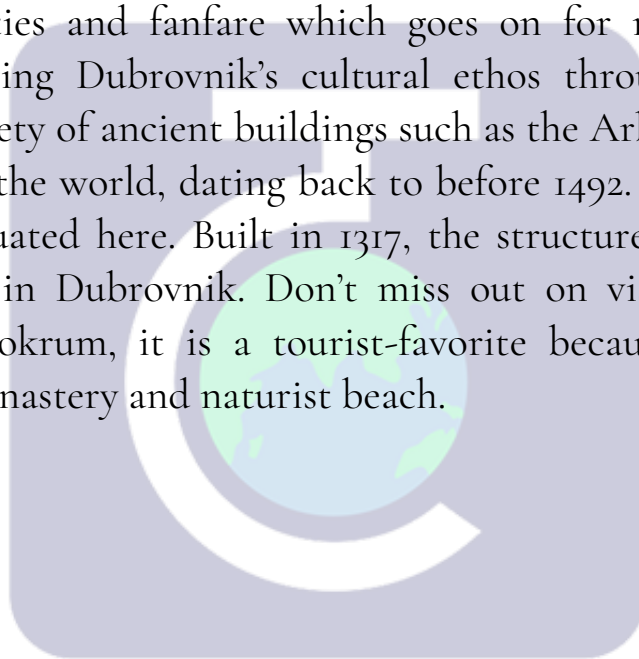 ties and fanfare which goes on for
ing Dubrovnik’s cultural ethos throu
ety of ancient buildings such as the Ar
the world, dating back to before 1492.
uated here. Built in 1317, the structure
in Dubrovnik. Don’t miss out on vi
okrum, it is a tourist-favorite becau
nastery and naturist beach.